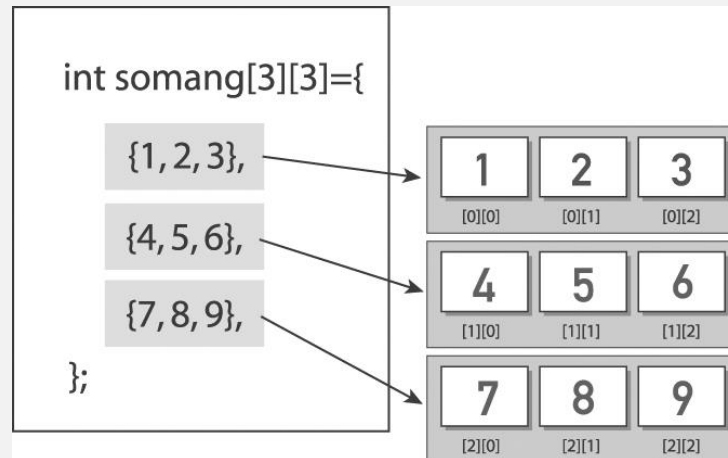 int somang[3][3]={
{1, 2, 3},
{4, 5, 6},
{7, 8, 9},
};
1 2 3
[0][0] [0][1] [0][2]
4 5 6
[1][0] [1][1] [1][2]
7 8 9
[2][0] [2][1] [2][2]